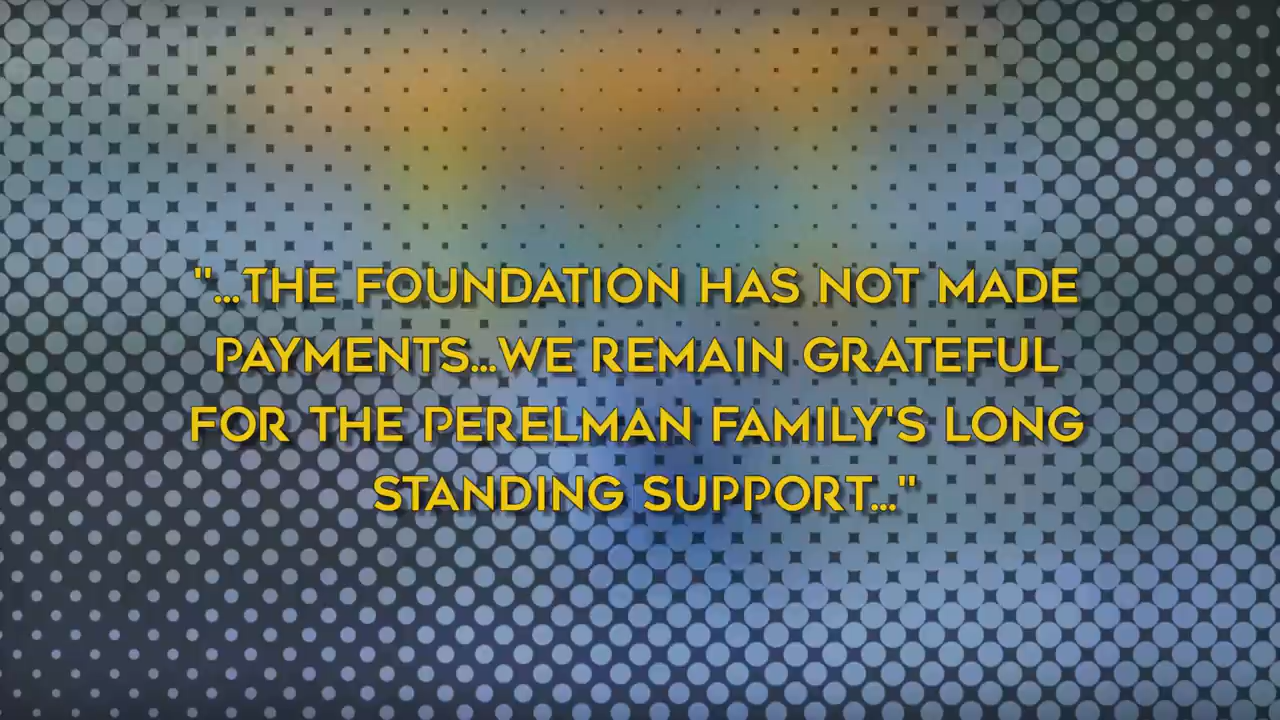 "...THE FOUNDATION HAS NOT MADE
PAYMENTS...WE REMAIN GRATEFUL
FOR THE PERELMAN FAMILY'S LONG
STANDING SUPPORT..."